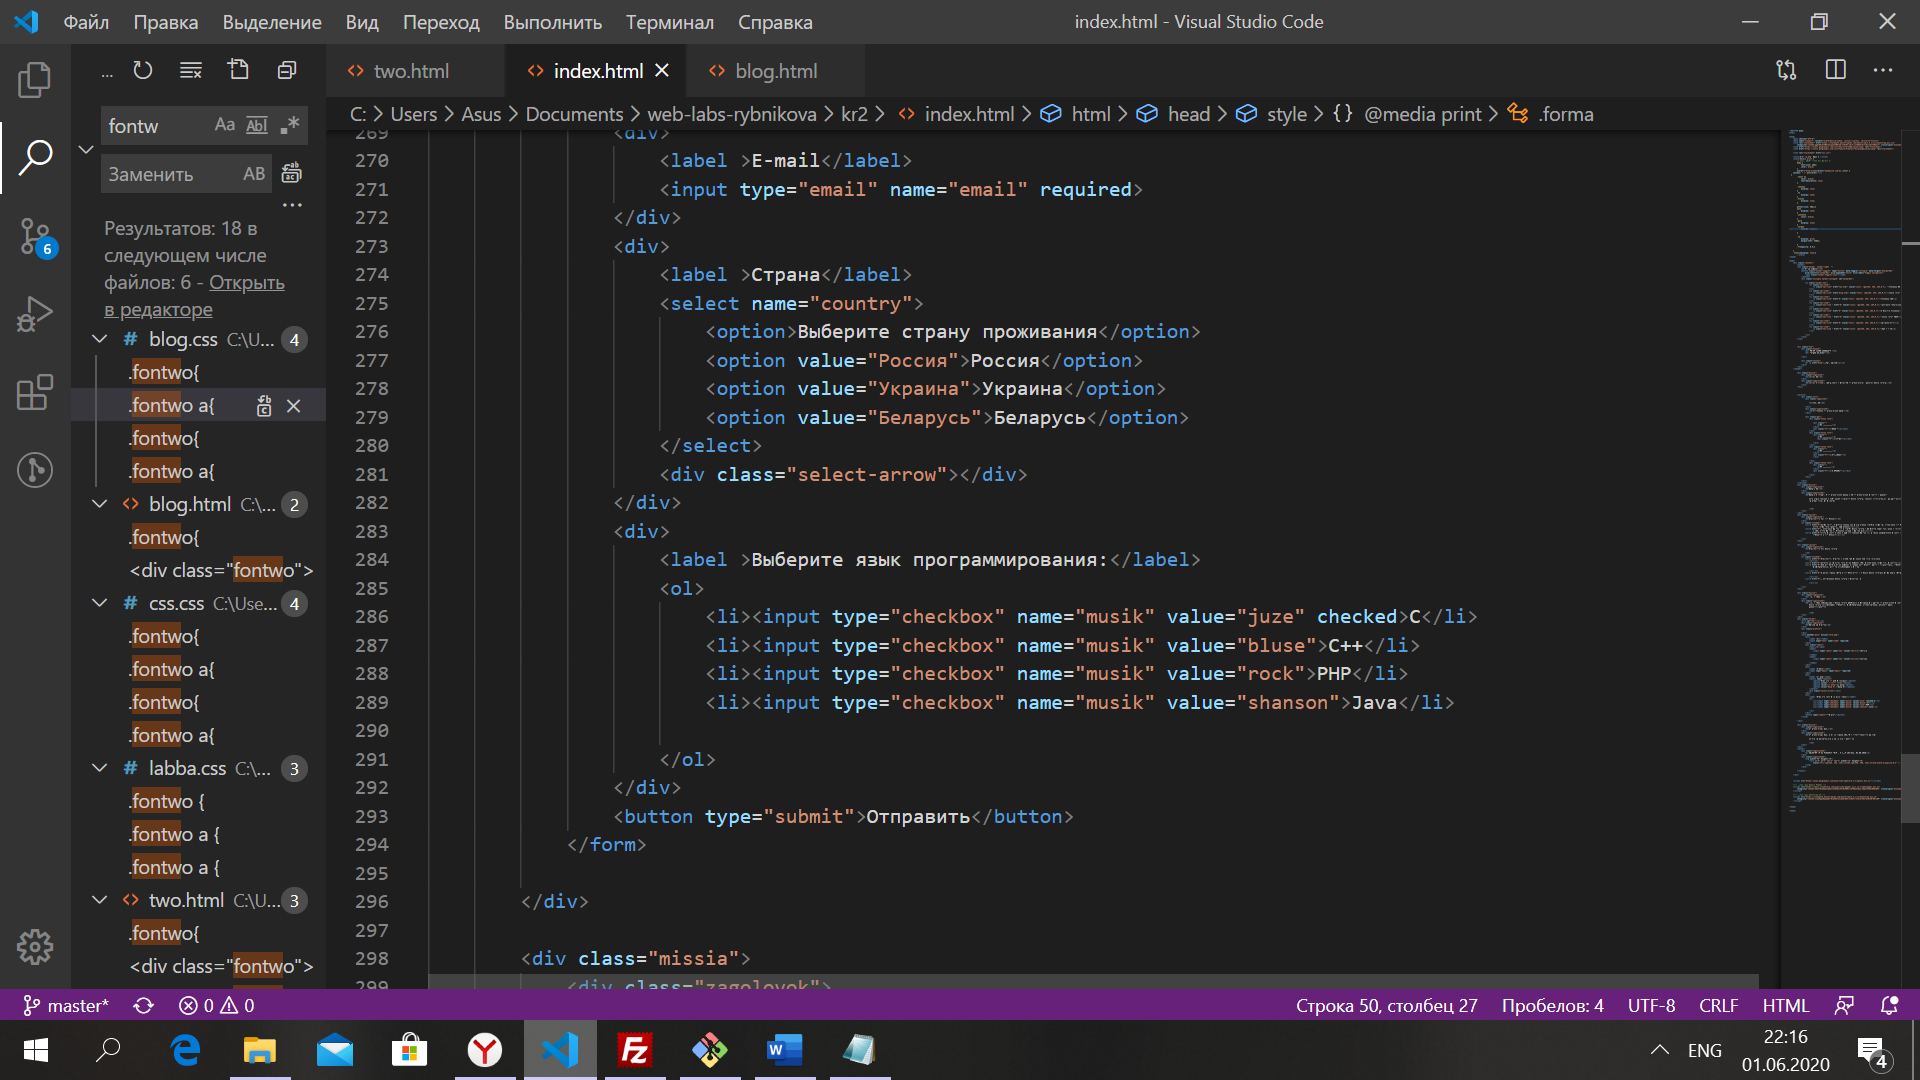 Файл Правка Выделение Вид Переход Выполнить Терминал Справка
index.html - Visual Studio Code
... 
two.html
index.html
blog.html
C: > Users > Asus > Documents > web-labs-rybnikova > kr2 > index.html > html > head > style > {} @media print > .forma
fontw Aa Abl .*
Заменить AB
Результатов: 18 в
следующем числе
файлов: 6 - Открыть
в редакторе
blog.css C:\U... 4
.fontwo{
.fontwo a{
.fontwo{
.fontwo a{
blog.html C:\... 2
.fontwo{
<div class="fontwo">
css.css C:\Use... 4
.fontwo{
.fontwo a{
.fontwo{
.fontwo a{
labba.css C:\... 3
.fontwo {
.fontwo a {
.fontwo a {
two.html C:\U... 3
.fontwo{
<div class="fontwo">
6
269 <div>
270 <label >E-mail</label>
271 <input type="email" name="email" required>
272 </div>
273 <div>
274 <label >Страна</label>
275 <select name="country">
276 <option>Выберите страну проживания</option>
277 <option value="Россия">Россия</option>
278 <option value="Украина">Украина</option>
279 <option value="Беларусь">Беларусь</option>
280 </select>
281 <div class="select-arrow"></div>
282 </div>
283 <div>
284 <label >Выберите язык программирования:</label>
285 <ol>
286 <li><input type="checkbox" name="musik" value="juze" checked>C</li>
287 <li><input type="checkbox" name="musik" value="bluse">C++</li>
288 <li><input type="checkbox" name="musik" value="rock">PHP</li>
289 <li><input type="checkbox" name="musik" value="shanson">Java</li>
290
291 </ol>
292 </div>
293 <button type="submit">Отправить</button>
294 </form>
295
296 </div>
297
298 <div class="missia">
299 <div class="zagolovok">
master* 0 0
Строка 50, столбец 27 Пробелов: 4 UTF-8 CRLF HTML
ENG
22:16
01.06.2020
4